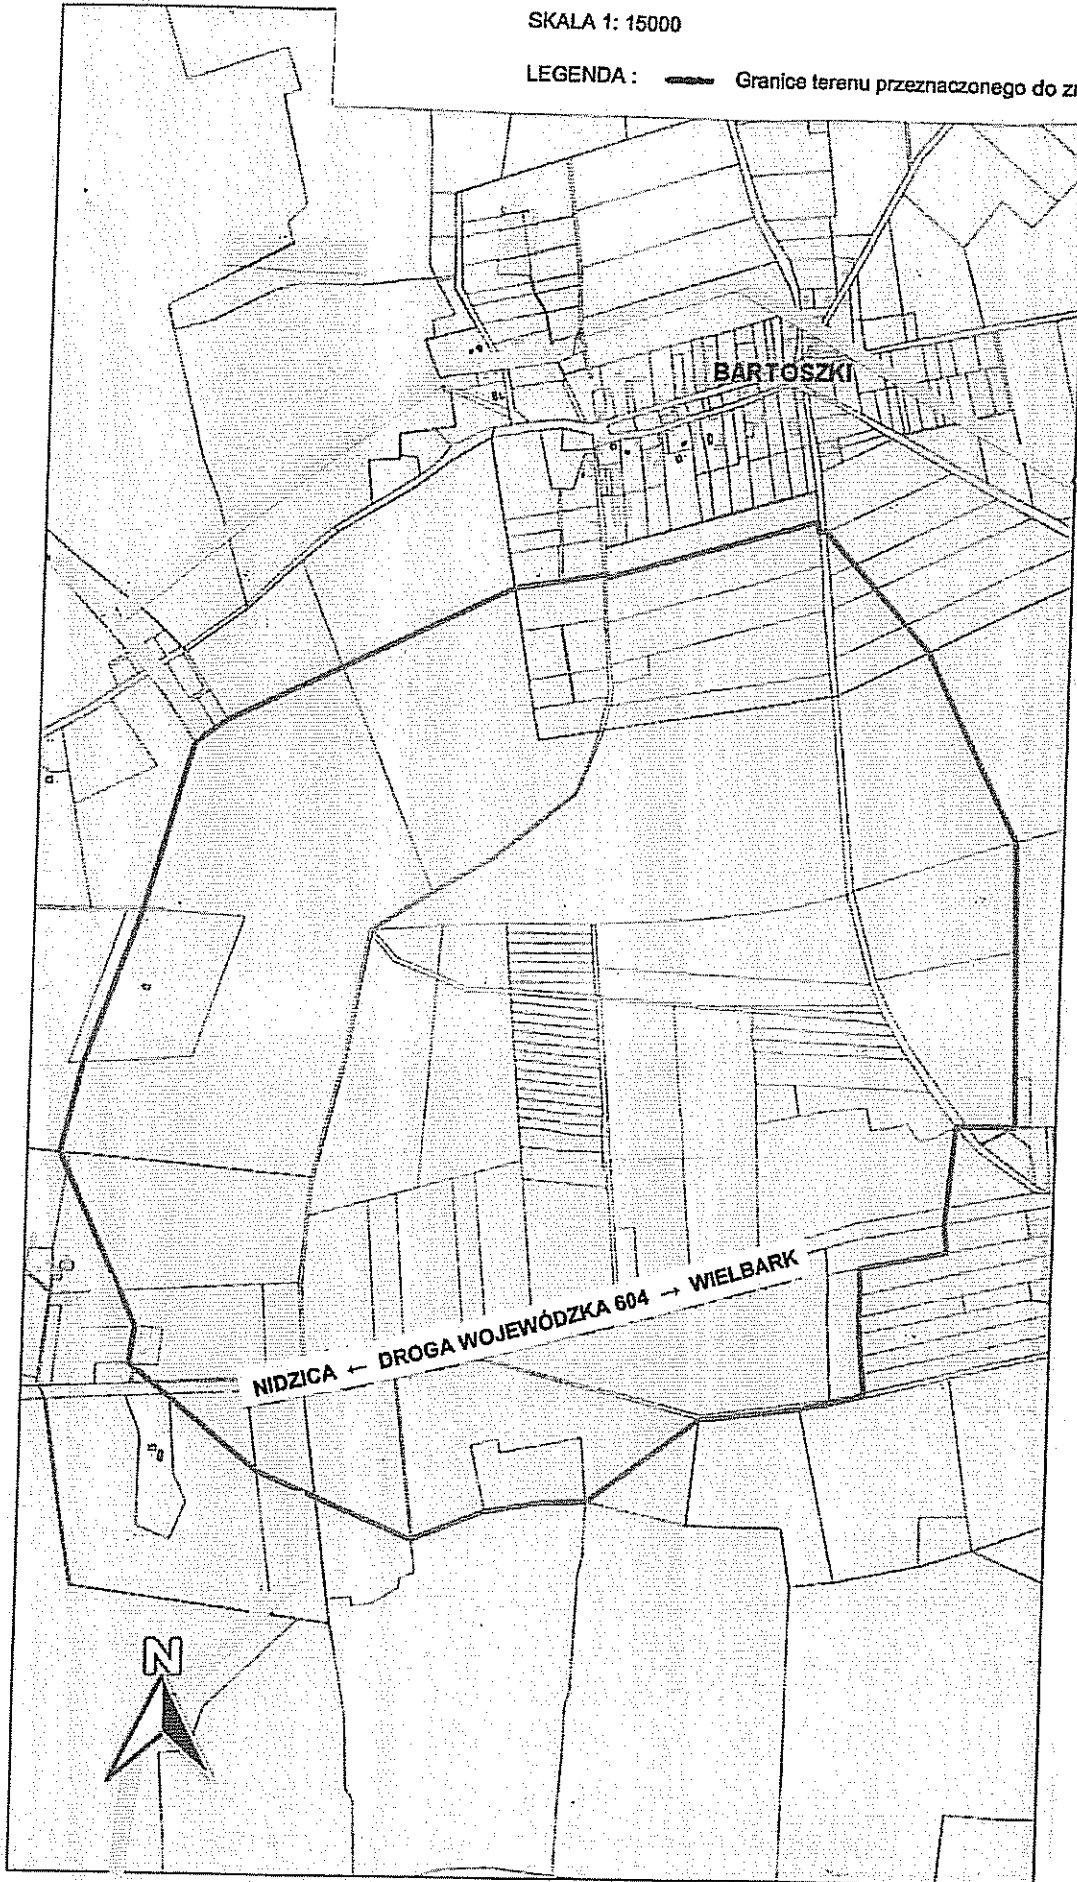 SKALA 1: 15000
LEGENDA : Granice terenu przeznaczonego do
BARTOSZKI
NIDZICA ← DROGA WOJEWÓDZKA 604 → WIELBARK
N